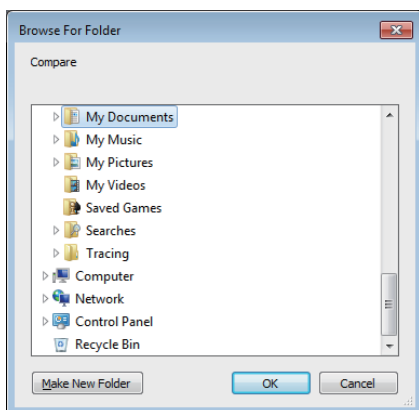 Browse For Folder
Compare
My Documents
My Music
My Pictures
My Videos
Saved Games
Searches
Tracing
Computer
Network
Control Panel
Recycle Bin
Make New Folder OK Cancel